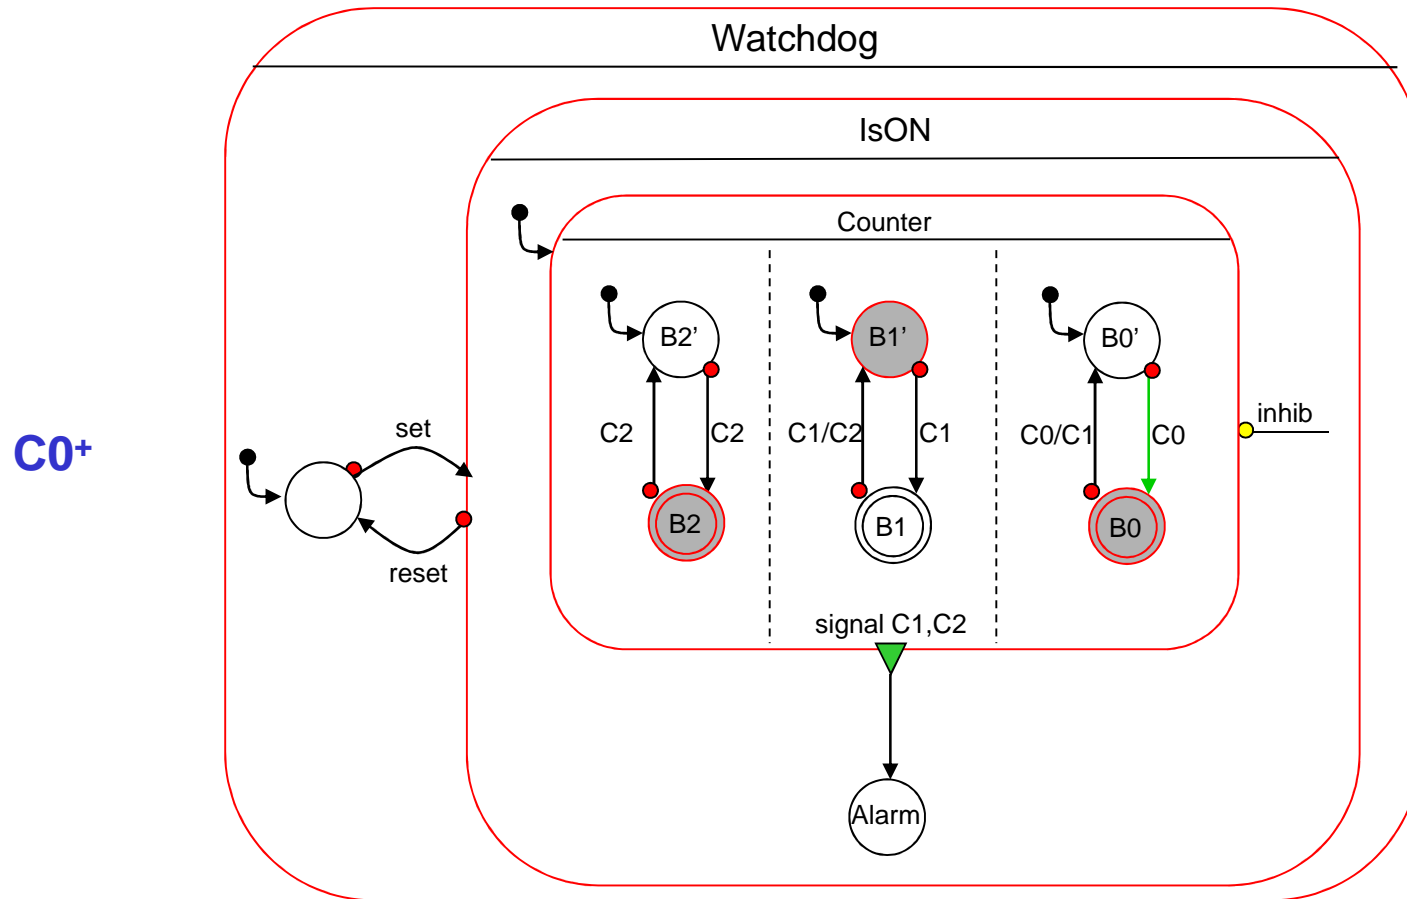 Watchdog
IsON
Counter
B2’
B1’
B0’
inhib
C0+
set
C2
C2
C1/C2
C1
C0/C1
C0
B2
B1
B0
reset
signal C1,C2
Alarm